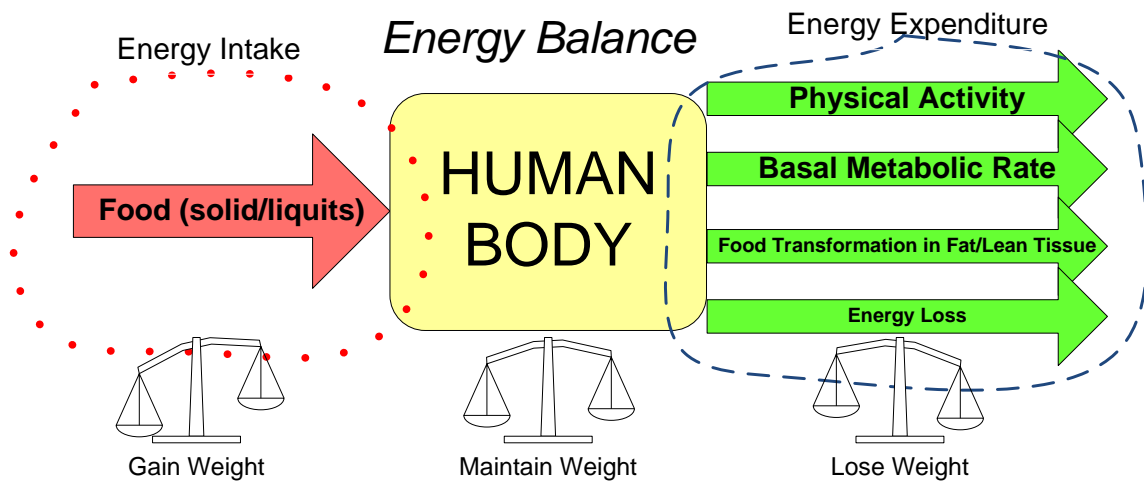 Energy Intake
Energy Balance
Energy Expenditure
Food (solid/liquits)
HUMAN
BODY
Physical Activity
Basal Metabolic Rate
Food Transformation in Fat/Lean Tissue
Energy Loss
Gain Weight
Maintain Weight
Lose Weight